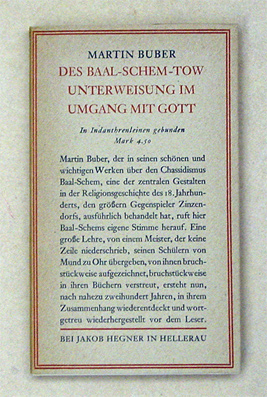 MARTIN BUBER
DES BAAL-SCHEM-TOW
UNTERWEISUNG IM
UMGANG MIT GOTT
In Indanthrenleinen gebunden
Mark 4.50
Martin Buber, der in seinen schönen und
wichtigen Werken über den Chassidismus
Baal-Schem, eine der zentralen Gestalten
in der Religionsgeschichte des 18. Jahrhun-
derts, den größern Gegenspieler Zinzen-
dorfs, ausführlich behandelt hat, ruft hier
Baal-Schems eigene Stimme herauf. Eine
große Lehre, von einem Meister, der keine
Zeile niederschrieb, seinen Schülern von
Mund zu Ohr übergeben, von ihnen bruch-
stückweise aufgezeichnet, bruchstückweise
in ihren Büchern verstreut, ersteht nun,
nach nahezu zweihundert Jahren, in ihrem
Zusammenhang wiederentdeckt und wort-
getreu wiederhergestellt vor dem Leser.
BEI JAKOB HEGNER IN HELLERAU